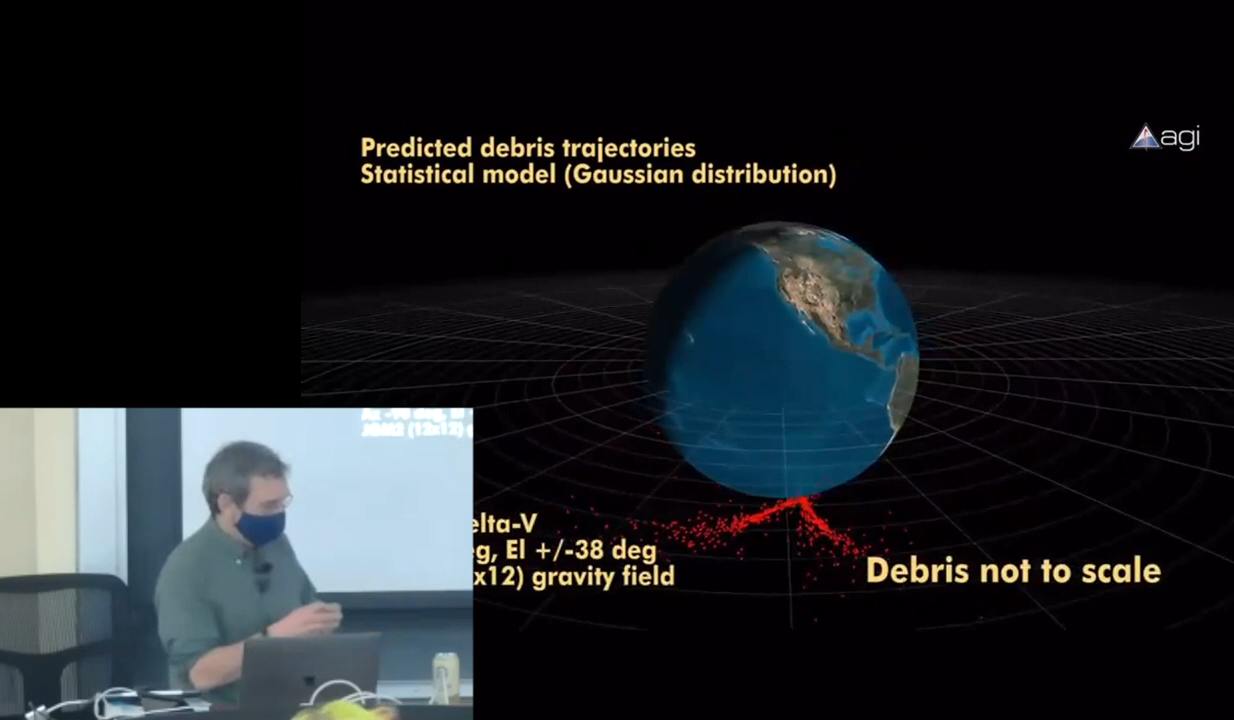 Predicted debris trajectories
Statistical model (Gaussian distribution)
agi
elta-V
eg, El +/-38 deg
x12) gravity field
Debris not to scale